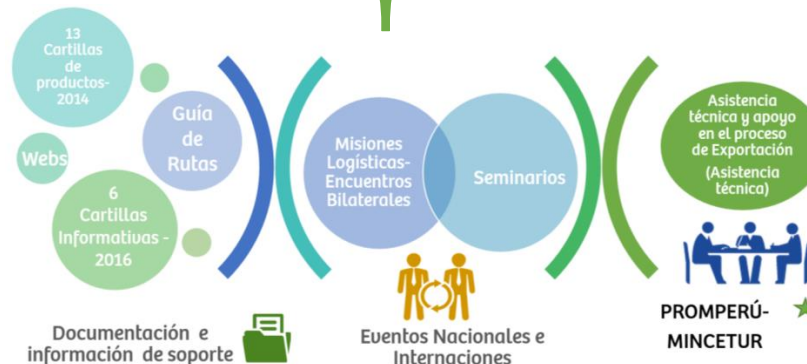 13
Cartillas
de
productos-
2014
Guía
de
Rutas
Webs
6
Cartillas
Informativas -
2016
Documentación e
información de soporte
Misiones
Logísticas-
Encuentros
Bilaterales
Seminarios
Eventos Nacionales e
Internaciones
Asistencia
técnica y apoyo
en el proceso
de Exportación
(Asistencia
técnica)
PROMPERÚ-
MINCETUR